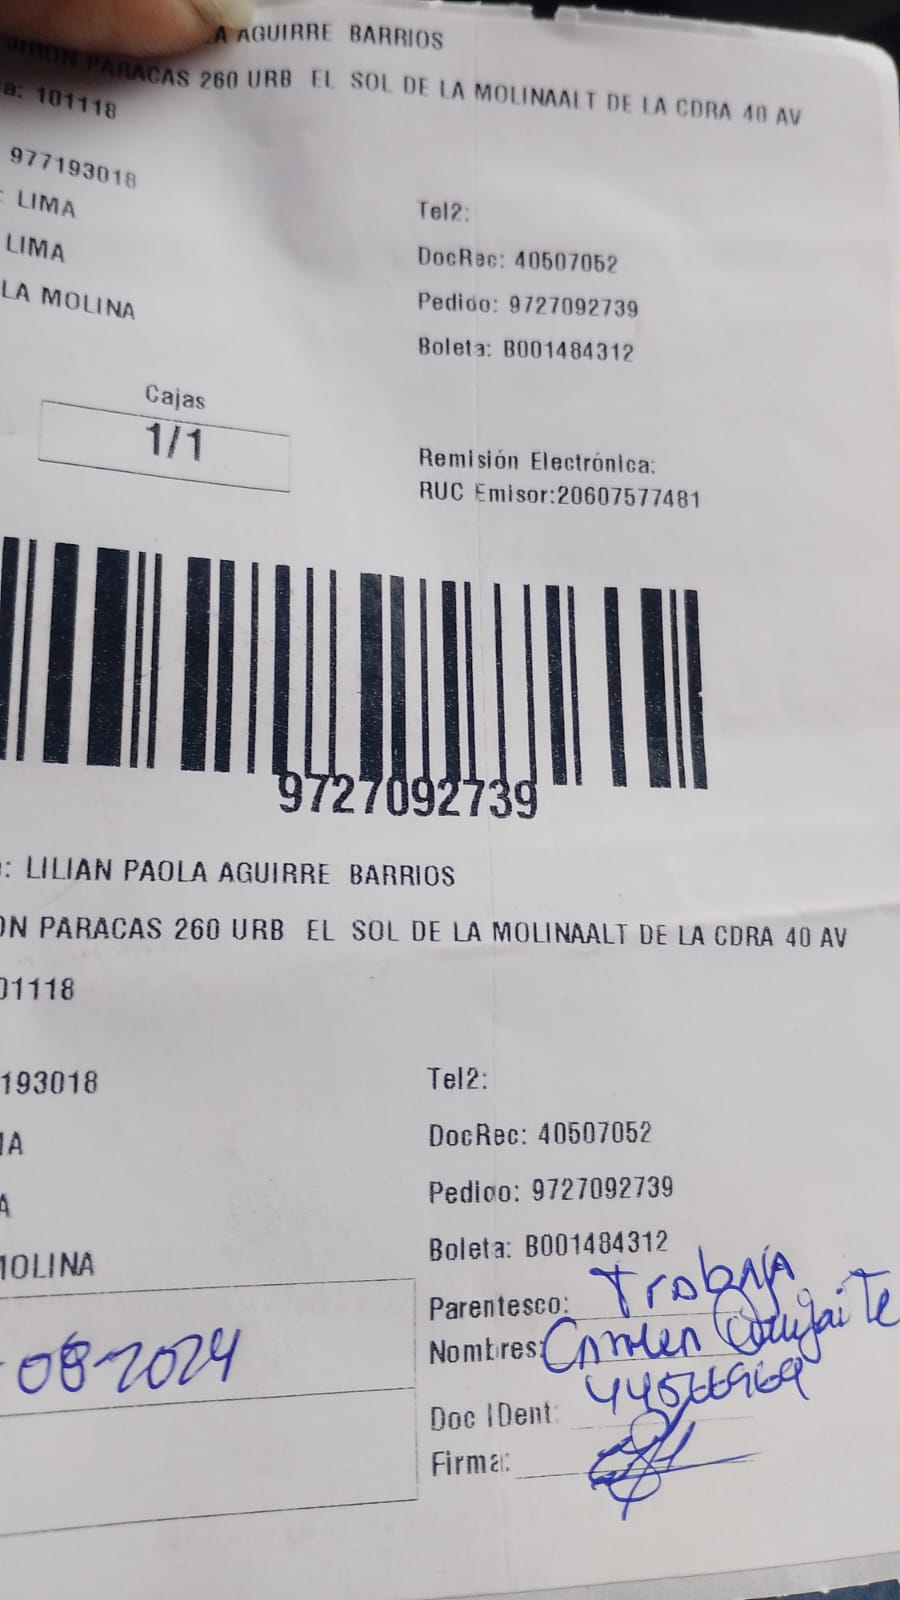 A AGUIRRE BARRIOS
JIRON PARACAS 260 URB EL SOL DE LA MOLINAALT DE LA CDRA 40 AV
a: 101118
977193018
: LIMA
Tel2:
LIMA
DocRec: 40507052
LA MOLINA
Pedido: 9727092739
Boleta: B001484312
Cajas
1/1
Remisión Electrónica:
RUC Emisor:20607577481
9727092739
: LILIAN PAOLA AGUIRRE BARRIOS
ON PARACAS 260 URB EL SOL DE LA MOLINAALT DE LA CDRA 40 AV
01118
193018
Tel2:
MA
DocRec: 40507052
A
Pedido: 9727092739
MOLINA
Boleta: B001484312
Parentesco: Trabaja
-08-2024
Nombres: Carmen
Doc IDent:
Firma: